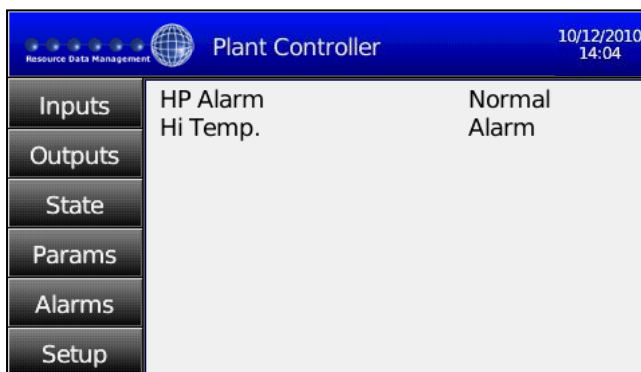 Resource Data Management
Plant Controller
10/12/2010
14:04
Inputs
Outputs
State
Params
Alarms
Setup
HP Alarm Normal
Hi Temp. Alarm